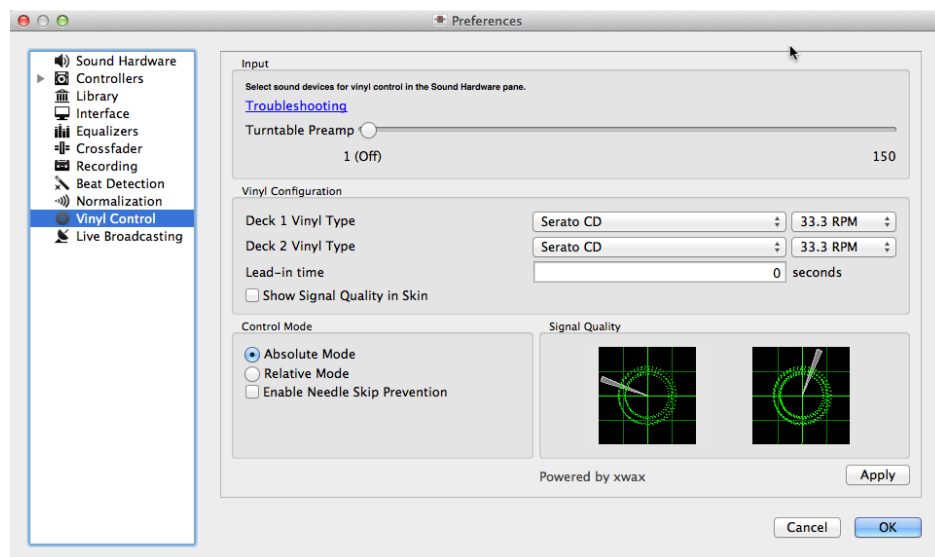 Preferences
Sound Hardware
Controllers
Library
Interface
Equalizers
Crossfader
Recording
Beat Detection
Normalization
Vinyl Control
Live Broadcasting
Input
Select sound devices for vinyl control in the Sound Hardware pane.
Troubleshooting
Turntable Preamp
1 (Off) 150
Vinyl Configuration
Deck 1 Vinyl Type Serato CD 33.3 RPM
Deck 2 Vinyl Type Serato CD 33.3 RPM
Lead-in time 0 seconds
Show Signal Quality in Skin
Control Mode
Absolute Mode
Relative Mode
Enable Needle Skip Prevention
Signal Quality
Powered by xwax
Apply
Cancel OK